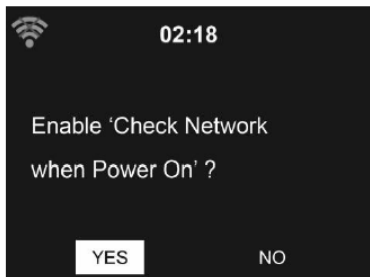 02:18
Enable ‘Check Network
when Power On’ ?
YES NO